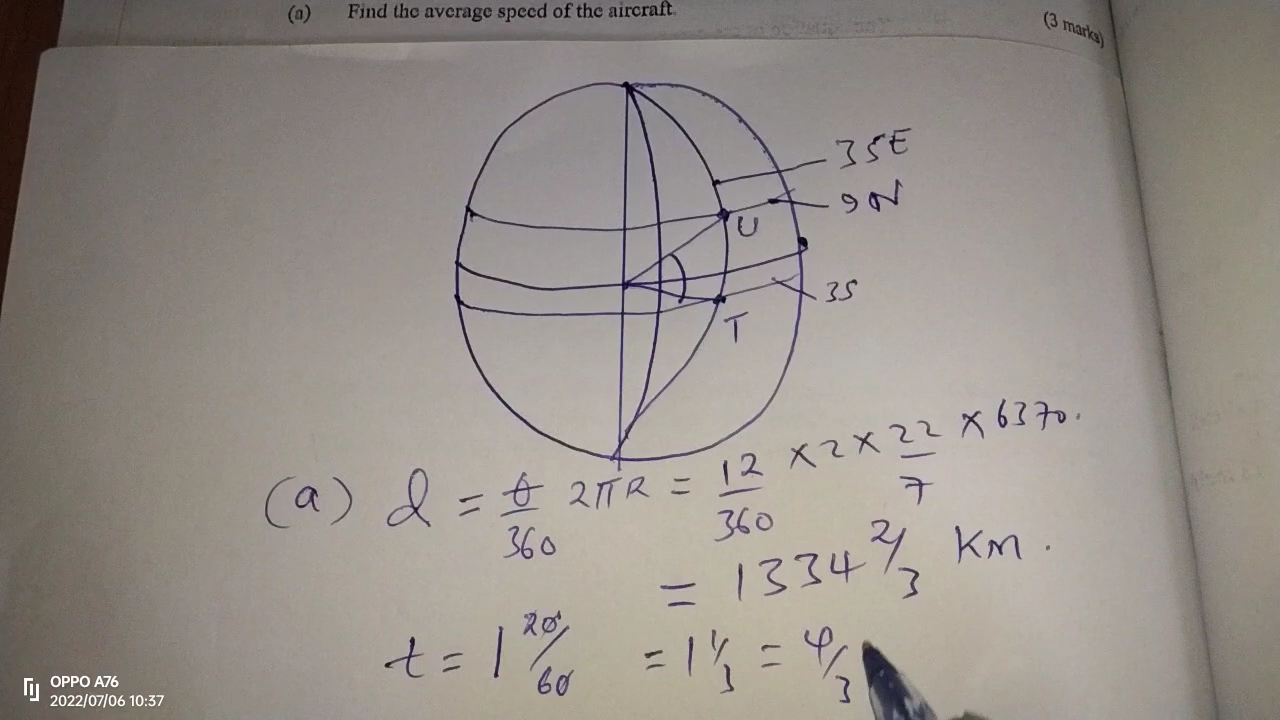 (a) Find the average speed of the aircraft.
(3 marks)
35E
9N
U
3S
T
(a) d = θ/360 2πR = 12/360 × 2 × 22/7 × 6370.
= 1334 2/3 Km.
t = 1 20/60 = 1 1/3 = 4/3
OPPO A76
2022/07/06 10:37